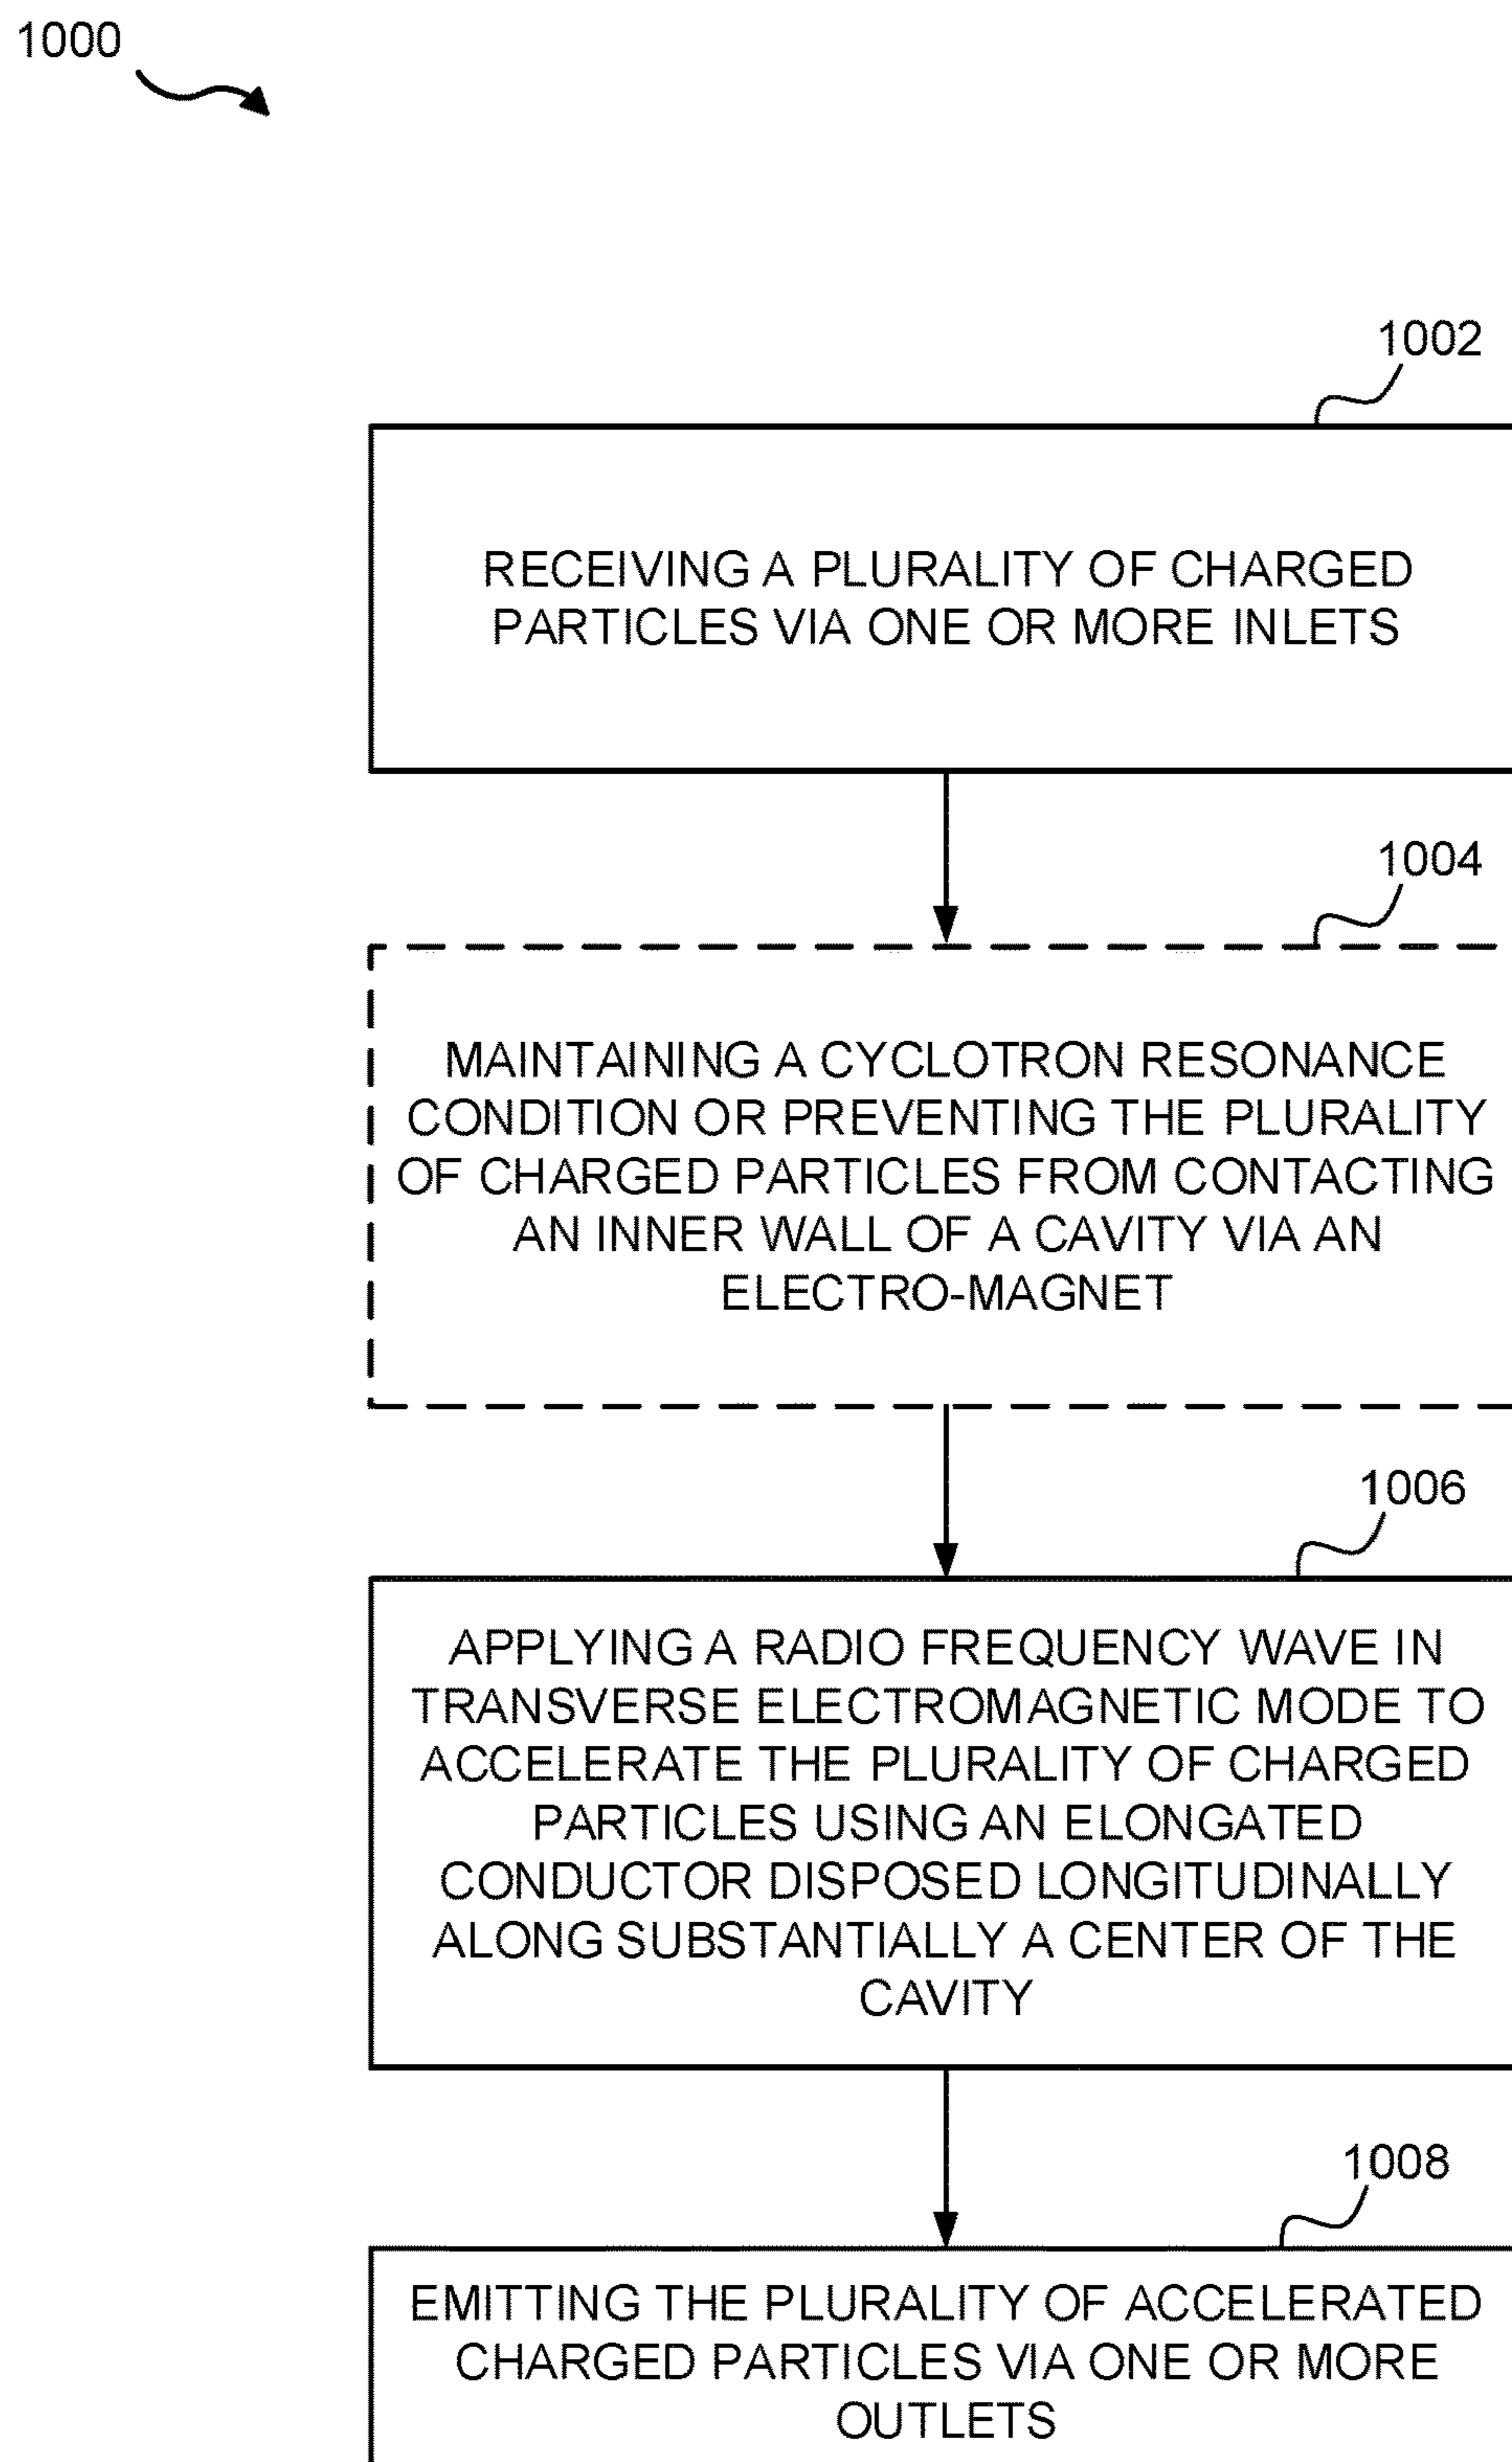 1000
1002
RECEIVING A PLURALITY OF CHARGED
PARTICLES VIA ONE OR MORE INLETS
1004
MAINTAINING A CYCLOTRON RESONANCE
CONDITION OR PREVENTING THE PLURALITY
OF CHARGED PARTICLES FROM CONTACTING
AN INNER WALL OF A CAVITY VIA AN
ELECTRO-MAGNET
1006
APPLYING A RADIO FREQUENCY WAVE IN
TRANSVERSE ELECTROMAGNETIC MODE TO
ACCELERATE THE PLURALITY OF CHARGED
PARTICLES USING AN ELONGATED
CONDUCTOR DISPOSED LONGITUDINALLY
ALONG SUBSTANTIALLY A CENTER OF THE
CAVITY
1008
EMITTING THE PLURALITY OF ACCELERATED
CHARGED PARTICLES VIA ONE OR MORE
OUTLETS